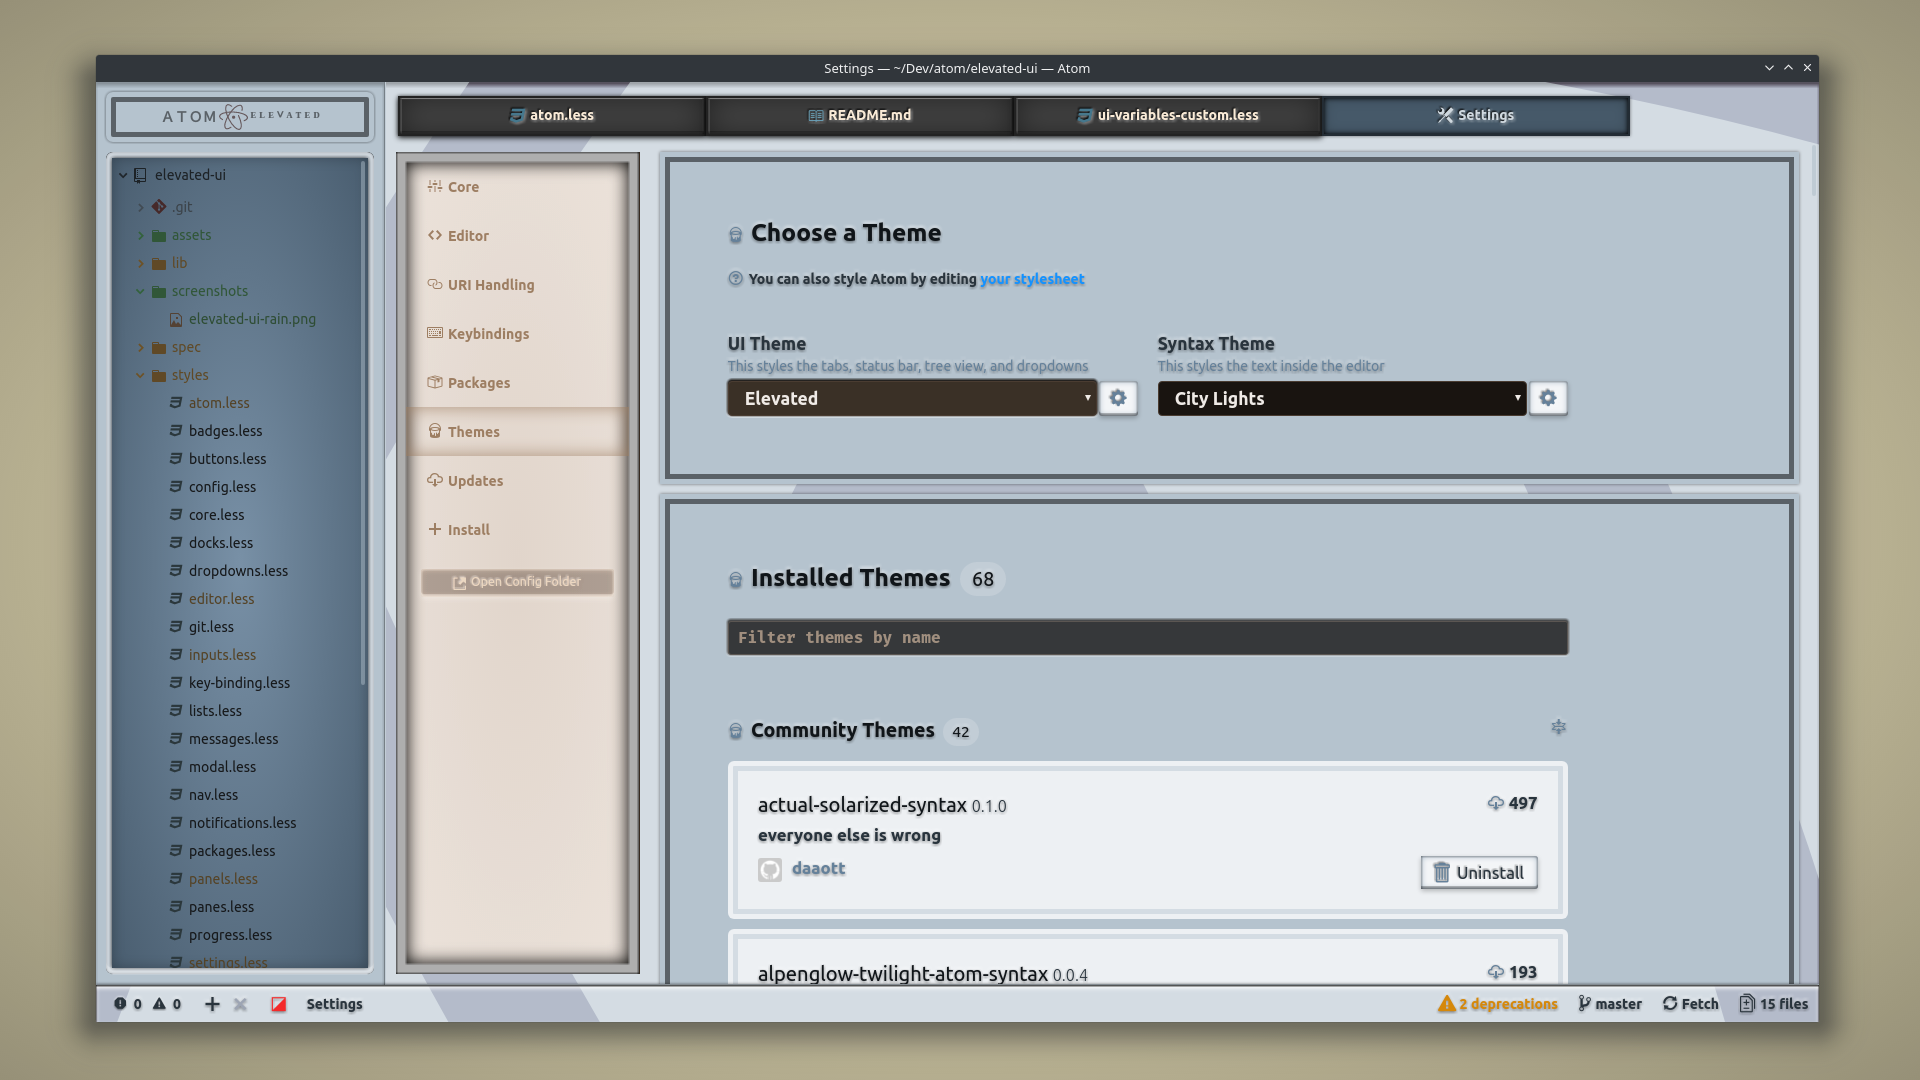 Settings — ~/Dev/atom/elevated-ui — Atom
ATOM ELEVATED
atom.less
README.md
ui-variables-custom.less
Settings
elevated-ui
.git
assets
lib
screenshots
elevated-ui-rain.png
spec
styles
atom.less
badges.less
buttons.less
config.less
core.less
docks.less
dropdowns.less
editor.less
git.less
inputs.less
key-binding.less
lists.less
messages.less
modal.less
nav.less
notifications.less
packages.less
panels.less
panes.less
progress.less
settings.less
Core
Editor
URI Handling
Keybindings
Packages
Themes
Updates
Install
Open Config Folder
Choose a Theme
You can also style Atom by editing your stylesheet
UI Theme
This styles the tabs, status bar, tree view, and dropdowns
Elevated
Syntax Theme
This styles the text inside the editor
City Lights
Installed Themes 68
Filter themes by name
Community Themes 42
actual-solarized-syntax 0.1.0
497
everyone else is wrong
daaott
Uninstall
alpenglow-twilight-atom-syntax 0.0.4
193
0 0
Settings
2 deprecations
master
Fetch
15 files